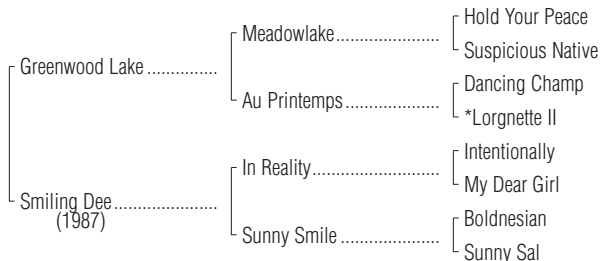 Hold Your Peace
Meadowlake
Suspicious Native
Greenwood Lake
Dancing Champ
Au Printemps
*Lorgnette II
Intentionally
In Reality
My Dear Girl
Smiling Dee
(1987)
Boldnesian
Sunny Smile
Sunny Sal